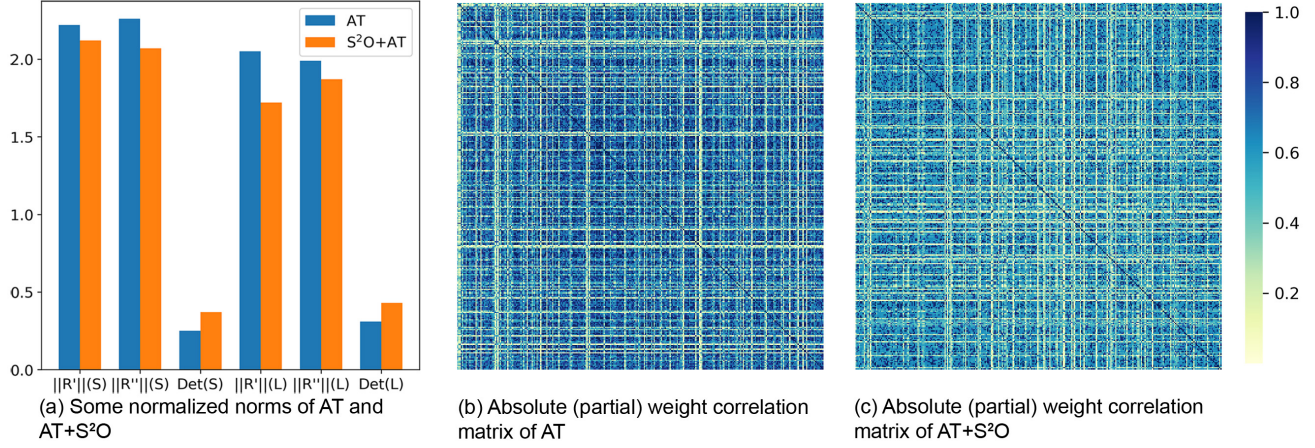 AT
S²O+AT
2.0
1.5
1.0
0.5
0.0
||R'||(S) ||R''||(S) Det(S) ||R'||(L) ||R''||(L) Det(L)
(a) Some normalized norms of AT and
AT+S²O
(b) Absolute (partial) weight correlation
matrix of AT
(c) Absolute (partial) weight correlation
matrix of AT+S²O
1.0
0.8
0.6
0.4
0.2